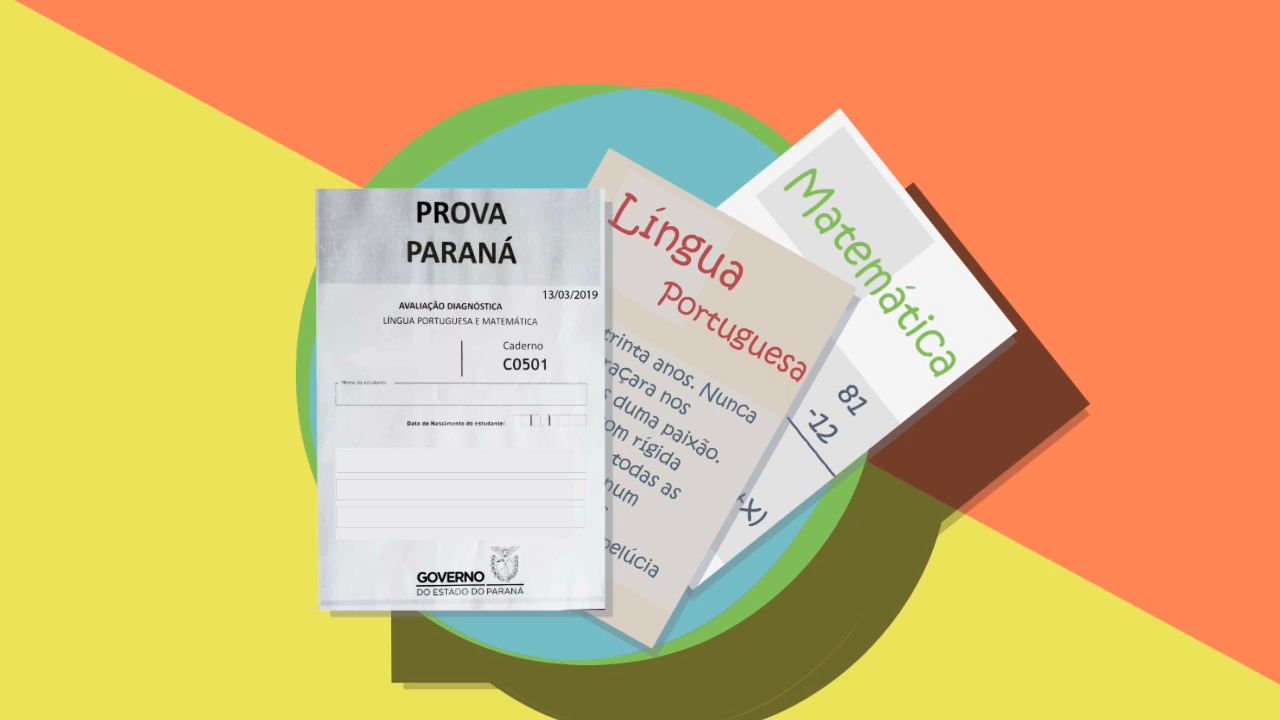 PROVA
PARANÁ
13/03/2019
AVALIAÇÃO DIAGNÓSTICA
LÍNGUA PORTUGUESA E MATEMÁTICA
Caderno
C0501
Nome do estudante
Data de Nascimento do estudante:
GOVERNO
DO ESTADO DO PARANÁ
Língua
Portuguesa
trinta anos. Nunca
raçara nos
s duma paixão.
om rígida
todas as
num
pelúcia
Matemática
81
-12
+X)